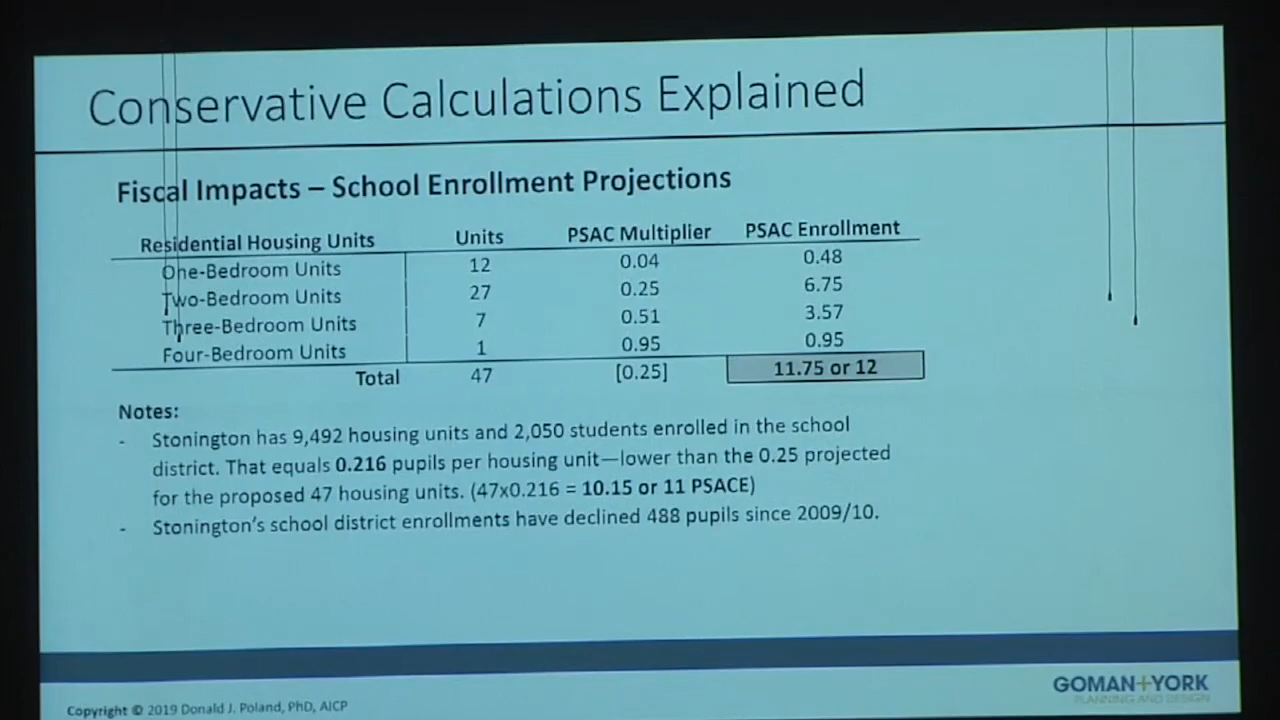 Conservative Calculations Explained
Fiscal Impacts – School Enrollment Projections
Residential Housing Units Units PSAC Multiplier PSAC Enrollment
One-Bedroom Units 12 0.04 0.48
Two-Bedroom Units 27 0.25 6.75
Three-Bedroom Units 7 0.51 3.57
Four-Bedroom Units 1 0.95 0.95
Total 47 [0.25] 11.75 or 12
Notes:
- Stonington has 9,492 housing units and 2,050 students enrolled in the school
district. That equals 0.216 pupils per housing unit—lower than the 0.25 projected
for the proposed 47 housing units. (47x0.216 = 10.15 or 11 PSACE)
- Stonington's school district enrollments have declined 488 pupils since 2009/10.
GOMAN+YORK
PLANNING AND DESIGN
Copyright © 2019 Donald J. Poland, PhD, AICP